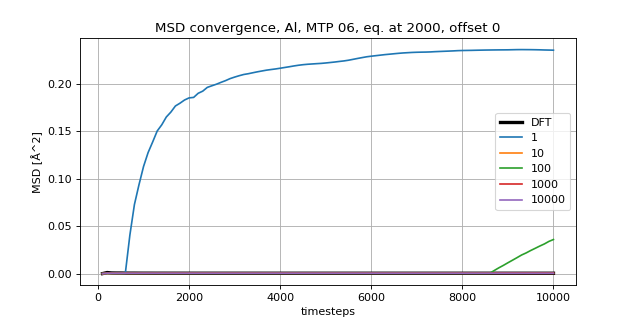 MSD convergence, Al, MTP 06, eq. at 2000, offset 0
MSD [Å^2]
0.20
0.15
0.10
0.05
0.00
DFT
1
10
100
1000
10000
0 2000 4000 6000 8000 10000
timesteps